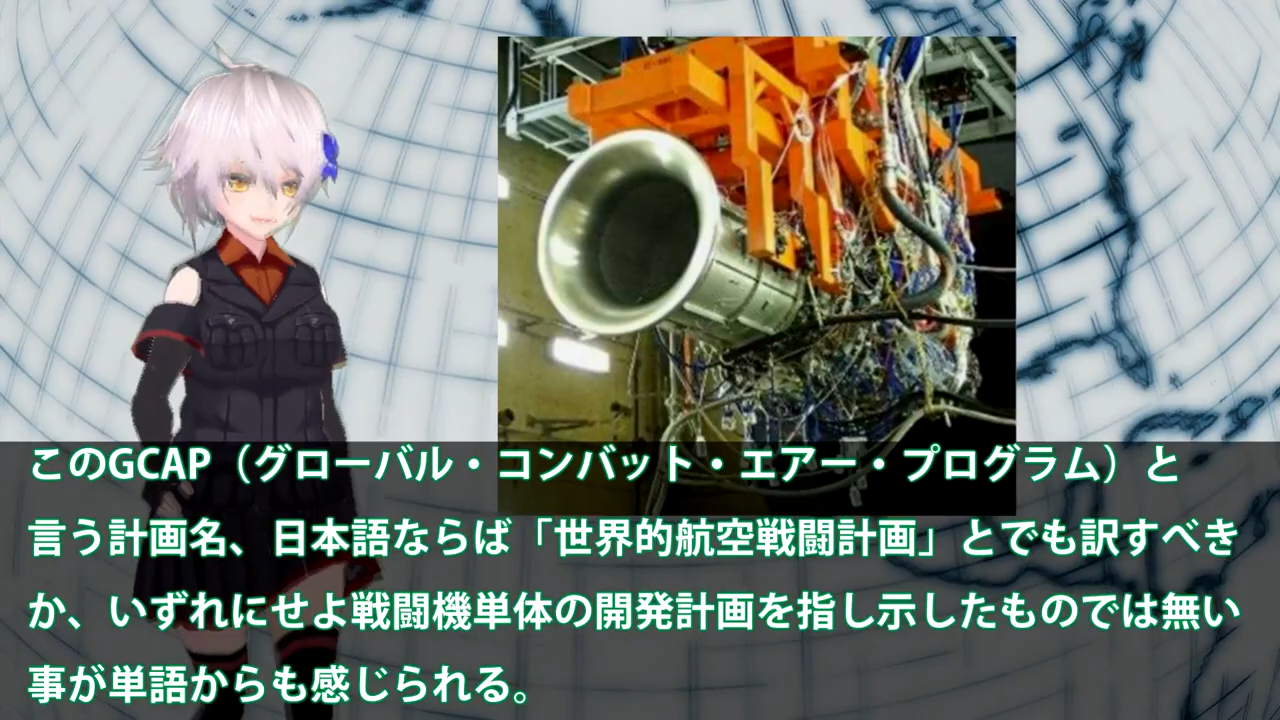 このGCAP（グローバル・コンバット・エアー・プログラム）と
言う計画名、日本語ならば「世界的航空戦闘計画」とでも訳すべき
か、いずれにせよ戦闘機単体の開発計画を指し示したものでは無い
事が単語からも感じられる。